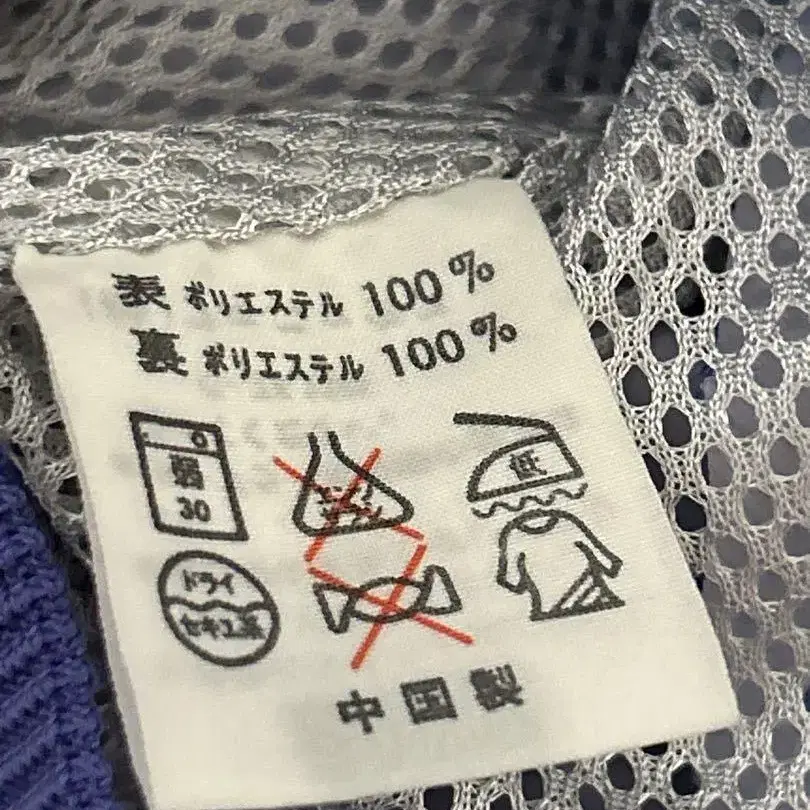 表 ポリエステル 100%
裏 ポリエステル 100%
弱
30
低
ドライ
セキユ系
中国製